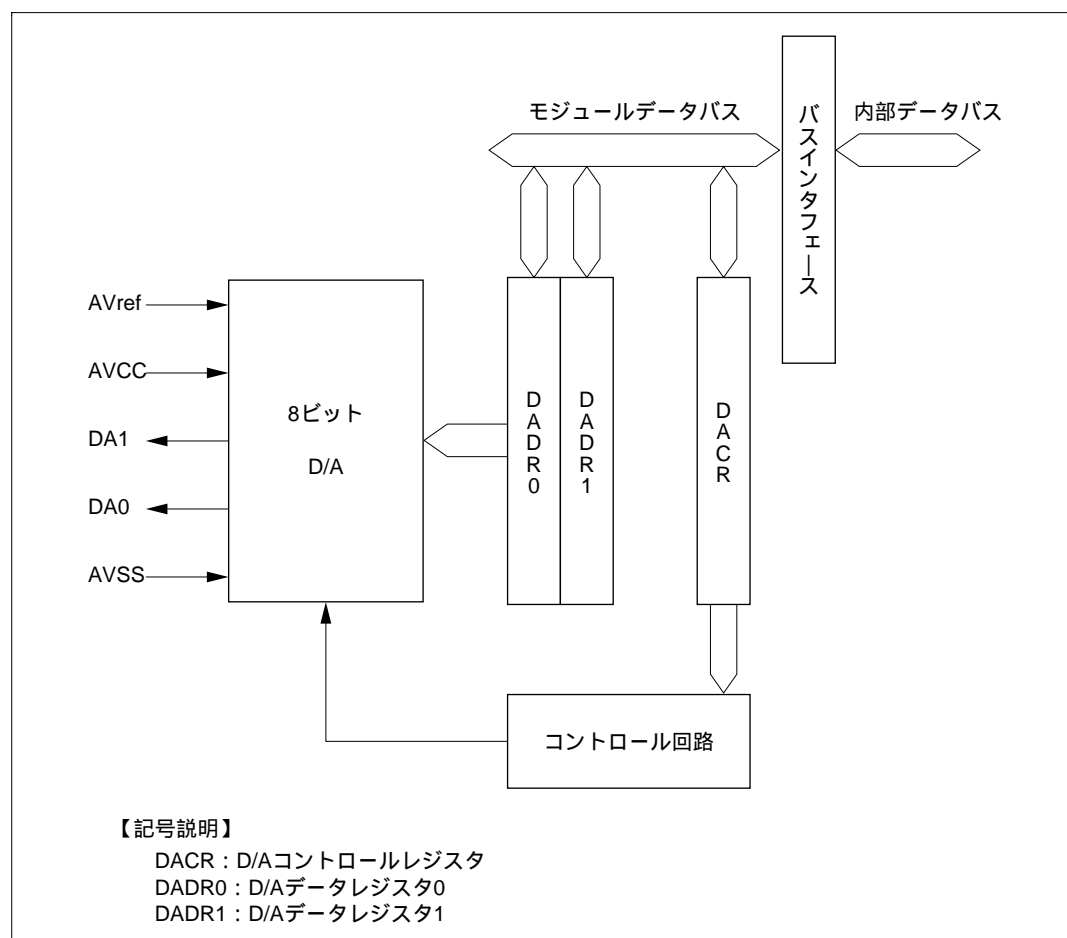 モジュールデータバス
内部データバス
バスインタフェース
AVref
AVCC
DA1
DA0
AVSS
8ビット
D/A
DADR0
DADR1
DACR
コントロール回路
【記号説明】
DACR：D/Aコントロールレジスタ
DADR0：D/Aデータレジスタ0
DADR1：D/Aデータレジスタ1